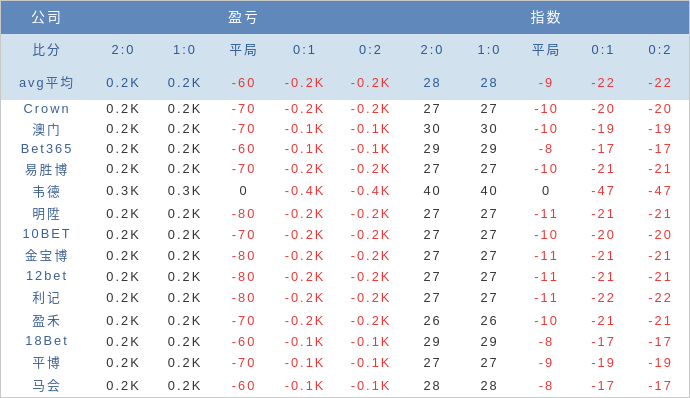 公司 盈亏 指数
比分 2:0 1:0 平局 0:1 0:2 2:0 1:0 平局 0:1 0:2
avg平均 0.2K 0.2K -60 -0.2K -0.2K 28 28 -9 -22 -22
Crown 0.2K 0.2K -70 -0.2K -0.2K 27 27 -10 -20 -20
澳门 0.2K 0.2K -70 -0.1K -0.1K 30 30 -10 -19 -19
Bet365 0.2K 0.2K -60 -0.1K -0.1K 29 29 -8 -17 -17
易胜博 0.2K 0.2K -70 -0.2K -0.2K 27 27 -10 -21 -21
韦德 0.3K 0.3K 0 -0.4K -0.4K 40 40 0 -47 -47
明陞 0.2K 0.2K -80 -0.2K -0.2K 27 27 -11 -21 -21
10BET 0.2K 0.2K -70 -0.2K -0.2K 27 27 -10 -20 -20
金宝博 0.2K 0.2K -80 -0.2K -0.2K 27 27 -11 -21 -21
12bet 0.2K 0.2K -80 -0.2K -0.2K 27 27 -11 -21 -21
利记 0.2K 0.2K -80 -0.2K -0.2K 27 27 -11 -22 -22
盈禾 0.2K 0.2K -70 -0.2K -0.2K 26 26 -10 -21 -21
18Bet 0.2K 0.2K -60 -0.1K -0.1K 29 29 -8 -17 -17
平博 0.2K 0.2K -70 -0.1K -0.1K 27 27 -9 -19 -19
马会 0.2K 0.2K -60 -0.1K -0.1K 28 28 -8 -17 -17